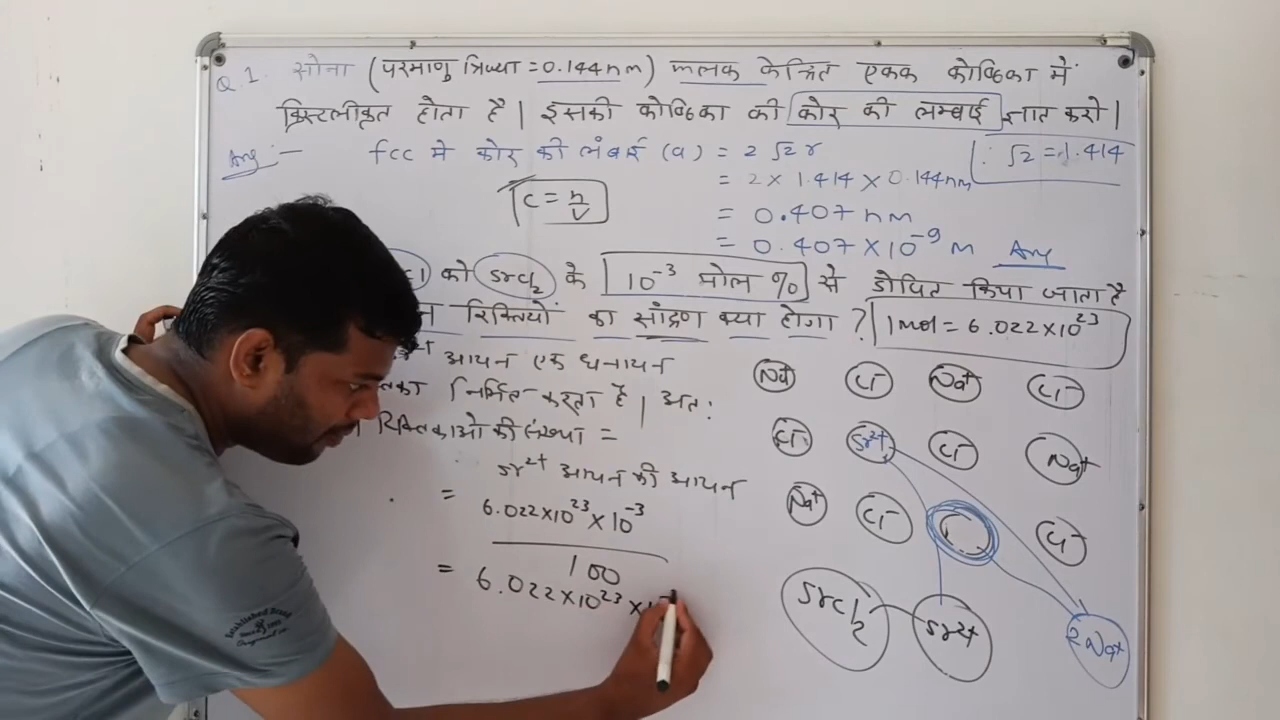 Q.1. सोना (परमाणु त्रिज्या = 0.144nm) फलक केन्द्रित एकक कोष्ठिका में
क्रिस्टलीकृत होता है। इसकी कोष्ठिका की कोर की लम्बाई ज्ञात करो।
Ans:- fcc मे कोर की लंबाई (a) = 2√2r
∵ √2 = 1.414
= 2 × 1.414 × 0.144nm
C = n/V
= 0.407 nm
= 0.407 × 10⁻⁹ m Ans
को SrCl₂ के 10⁻³ मोल % से डोपित किया जाता है
रिक्तियों का सांद्रण क्या होगा? 1mol = 6.022×10²³
आयन एक धनायन
निर्मित करता है। अतः
रिक्तिकाओ की संख्या =
Sr²⁺ आयन की आयन
= 6.022×10²³×10⁻³
100
= 6.022×10²³×
Na⁺ Cl⁻ Na⁺ Cl⁻
Cl⁻ Sr²⁺ Cl⁻ Na⁺
Na⁺ Cl⁻ Cl⁻
SrCl₂ Sr²⁺ 2Na⁺